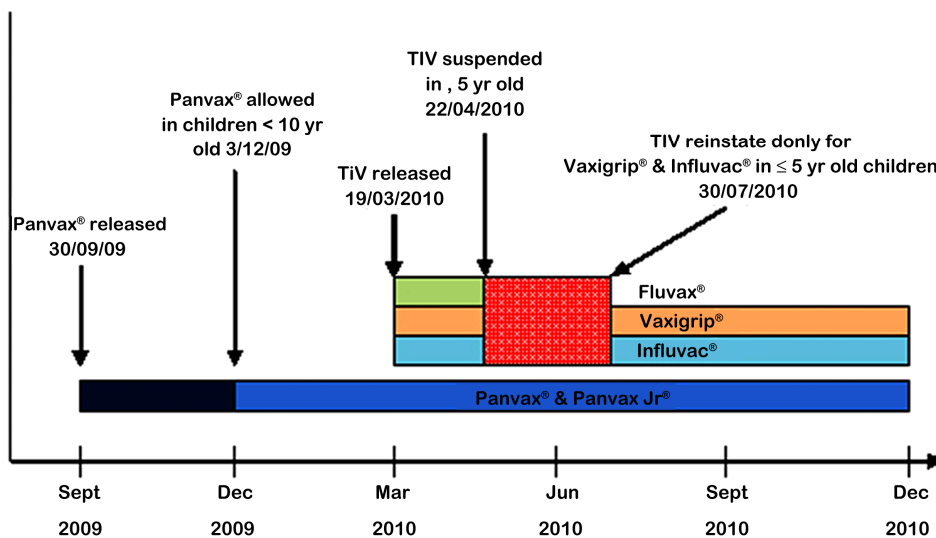 TIV suspended
in , 5 yr old
22/04/2010
Panvax® allowed
in children < 10 yr
old 3/12/09
TIV reinstate donly for
Vaxigrip® & Influvac® in ≤ 5 yr old children
30/07/2010
TiV released
19/03/2010
Panvax® released
30/09/09
Fluvax®
Vaxigrip®
Influvac®
Panvax® & Panvax Jr®
Sept Dec Mar Jun Sept Dec
2009 2009 2010 2010 2010 2010